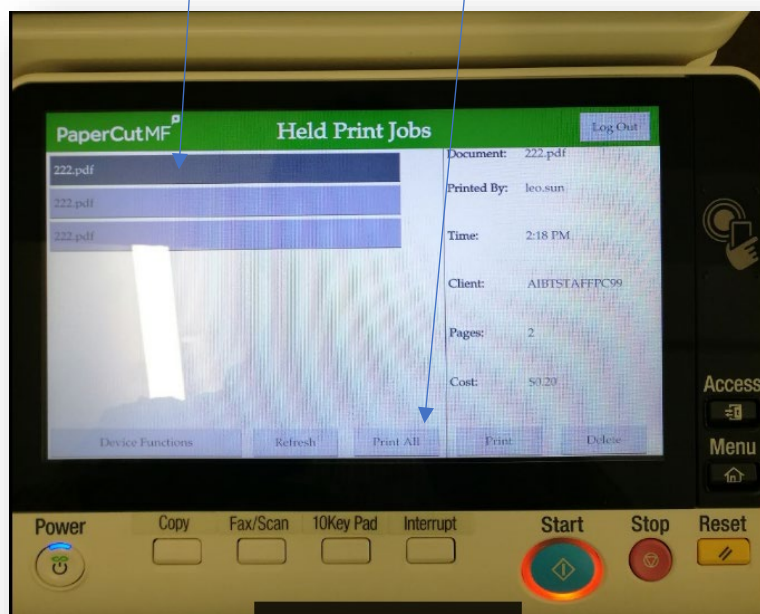 PaperCutMF
Held Print Jobs
Log Out
222.pdf
222.pdf
222.pdf
Document: 222.pdf
Printed By: leo.sun
Time: 2:18 PM
Client: AIBTSTAFFPC99
Pages: 2
Cost: $0.20
Device Functions
Refresh
Print All
Print
Delete
Access
Menu
Power
Copy
Fax/Scan
10Key Pad
Interrupt
Start
Stop
Reset